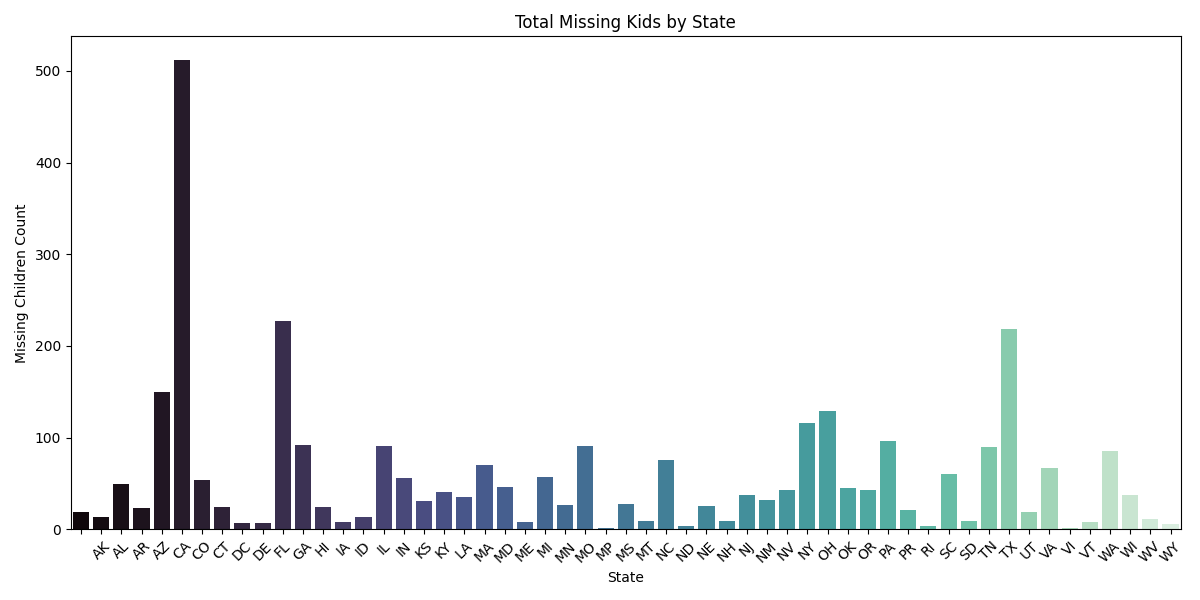 Total Missing Kids by State
Missing Children Count
500
400
300
200
100
0
AK AL AR AZ CA CO CT DC DE FL GA HI IA ID IL IN KS KY LA MA MD ME MI MN MO MP MS MT NC ND NE NH NJ NM NV NY OH OK OR PA PR RI SC SD TN TX UT VA VI VT WA WI WV WY
State